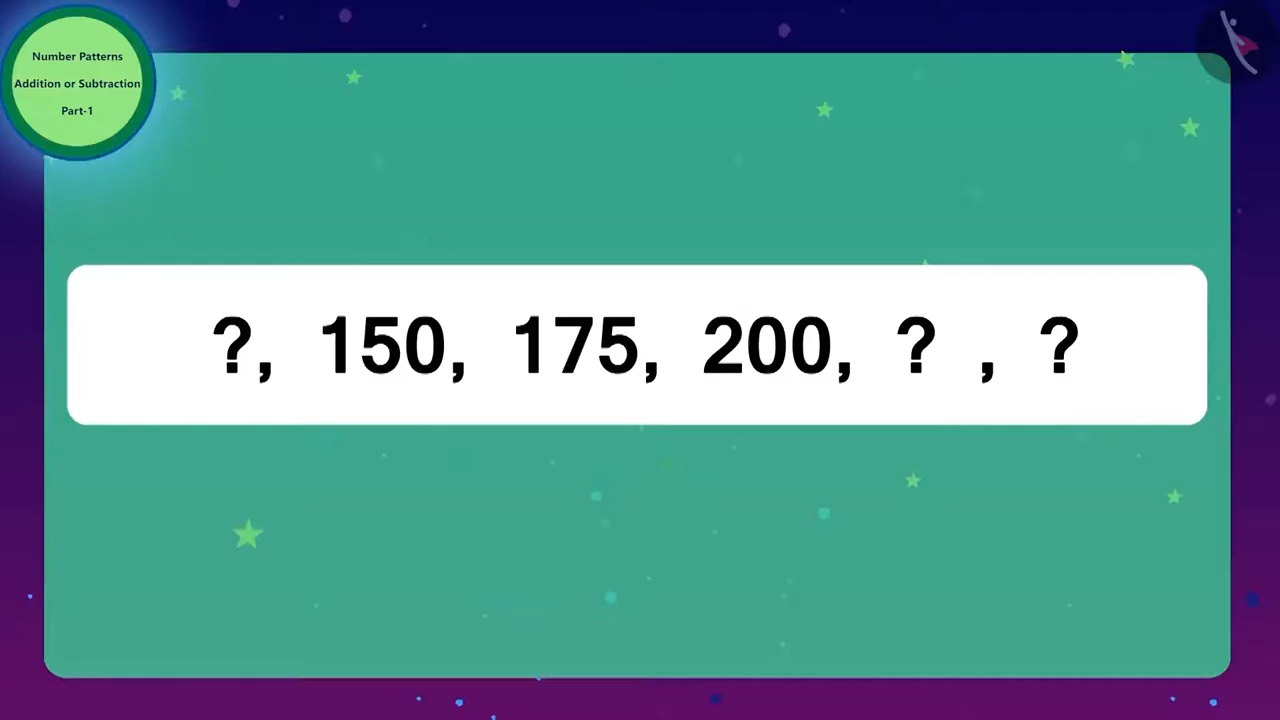 Number Patterns
Addition or Subtraction
Part-1
?, 150, 175, 200, ? , ?